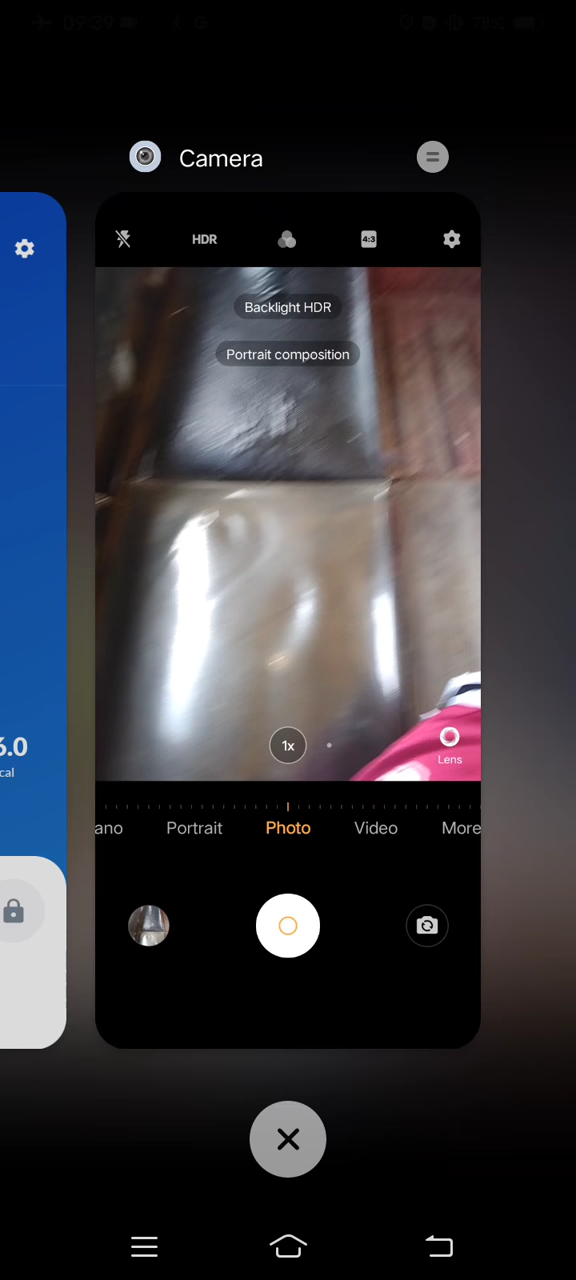 09:39
78%
Camera
HDR
4:3
Backlight HDR
Portrait composition
6.0
cal
1x
Lens
ano Portrait Photo Video More